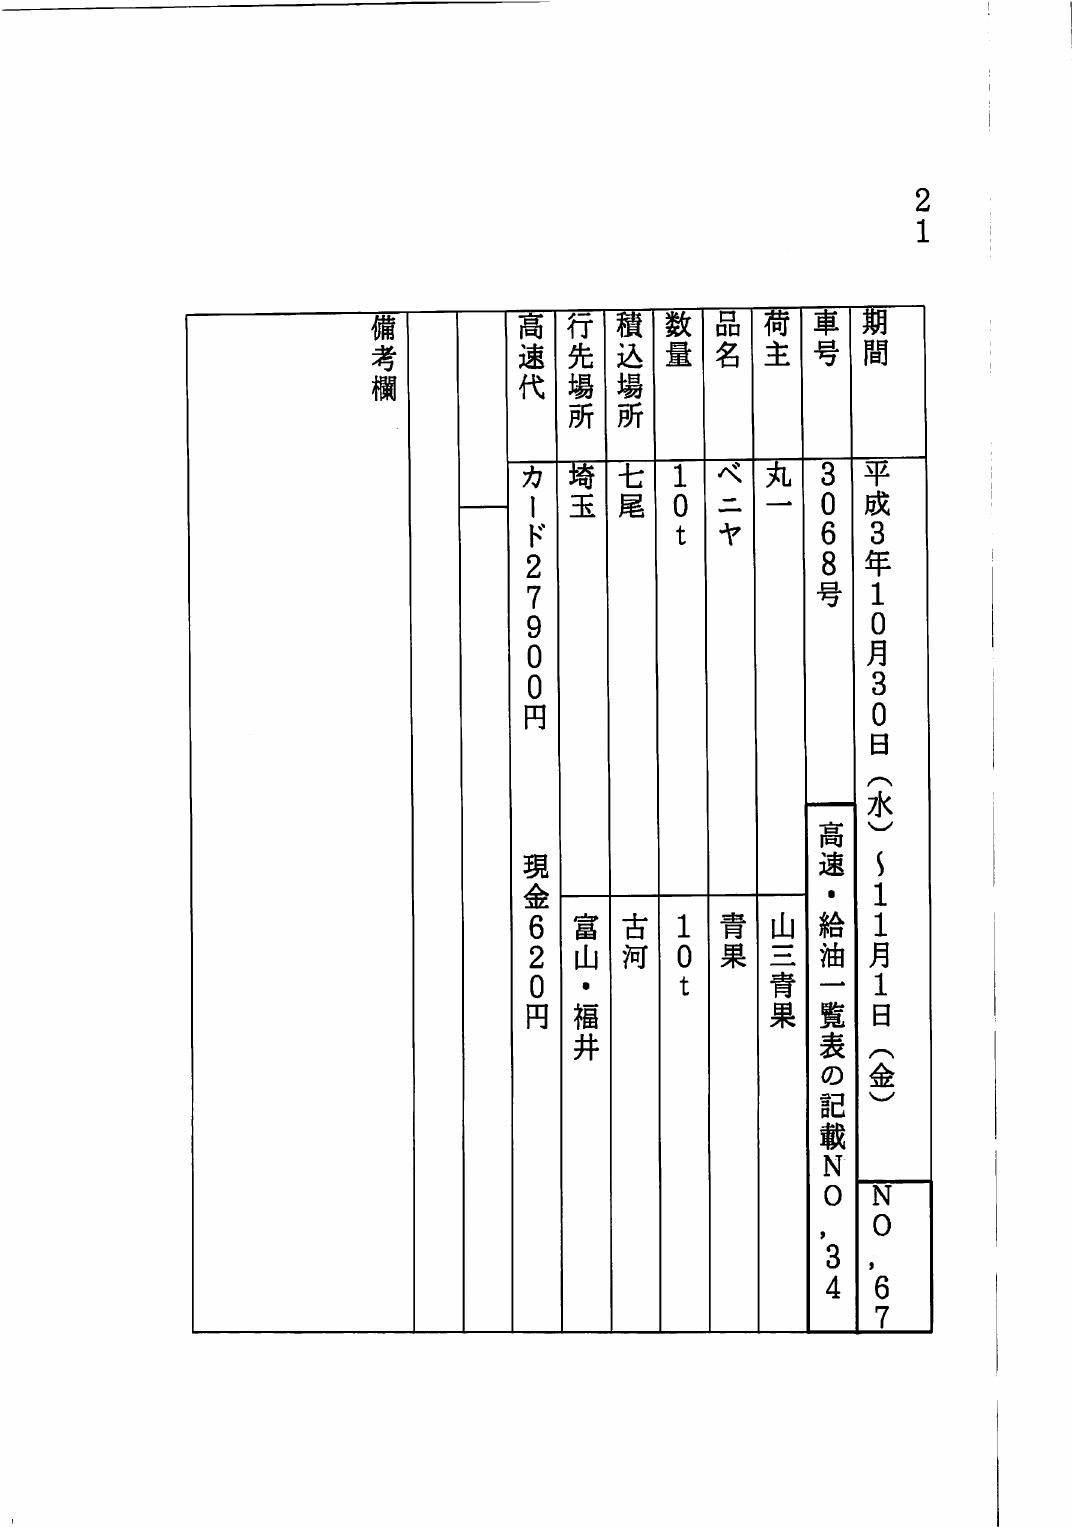 21
期間 平成3年10月30日(水)~11月1日(金) NO,67
車号 3068号 高速・給油一覧表の記載NO,34
荷主 丸一 山三青果
品名 ベニヤ 青果
数量 10t 10t
積込場所 七尾 古河
行先場所 埼玉 富山・福井
高速代 カード27900円 現金620円
備考欄